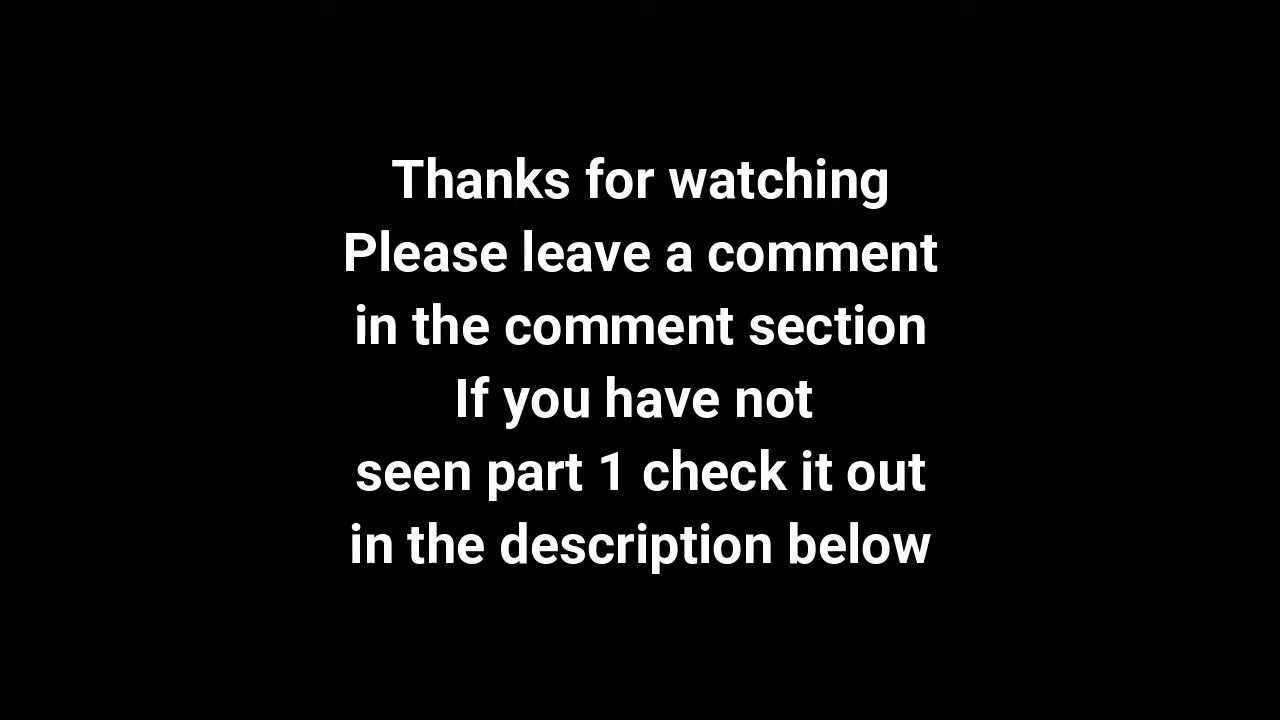 Thanks for watching
Please leave a comment
in the comment section
If you have not
seen part 1 check it out
in the description below